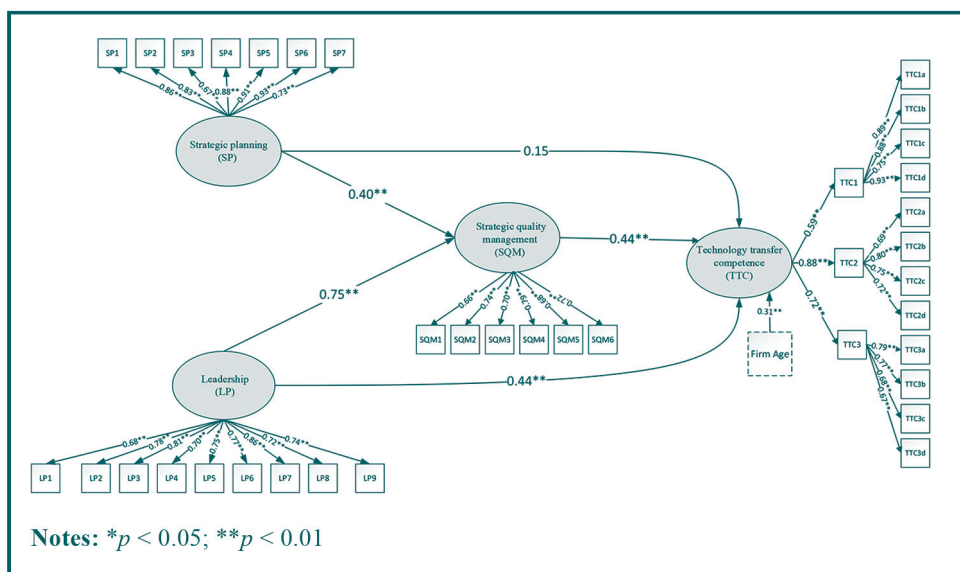 SP1 SP2 SP3 SP4 SP5 SP6 SP7
0.86** 0.83** 0.67** 0.88** 0.91** 0.93** 0.73**
Strategic planning
(SP)
0.15
0.40**
Strategic quality
management
(SQM)
0.44**
Technology transfer
competence
(TTC)
0.75**
0.66** 0.74** 0.70** 0.79** 0.68** 0.72**
SQM1 SQM2 SQM3 SQM4 SQM5 SQM6
0.31**
Firm Age
Leadership
(LP)
0.44**
0.68** 0.78** 0.81** 0.70** 0.75** 0.77** 0.86** 0.72** 0.74**
LP1 LP2 LP3 LP4 LP5 LP6 LP7 LP8 LP9
0.59**
0.88**
0.72**
TTC1
0.89**
0.88**
0.75**
0.93**
TTC1a
TTC1b
TTC1c
TTC1d
TTC2
0.69**
0.80**
0.75**
0.72**
TTC2a
TTC2b
TTC2c
TTC2d
TTC3
0.79**
0.77**
0.68**
0.67**
TTC3a
TTC3b
TTC3c
TTC3d
Notes: *p < 0.05; **p < 0.01